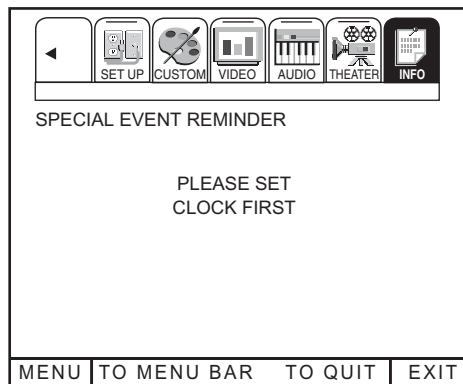 SET UP CUSTOM VIDEO AUDIO THEATER INFO
SPECIAL EVENT REMINDER
PLEASE SET
CLOCK FIRST
MENU TO MENU BAR TO QUIT EXIT